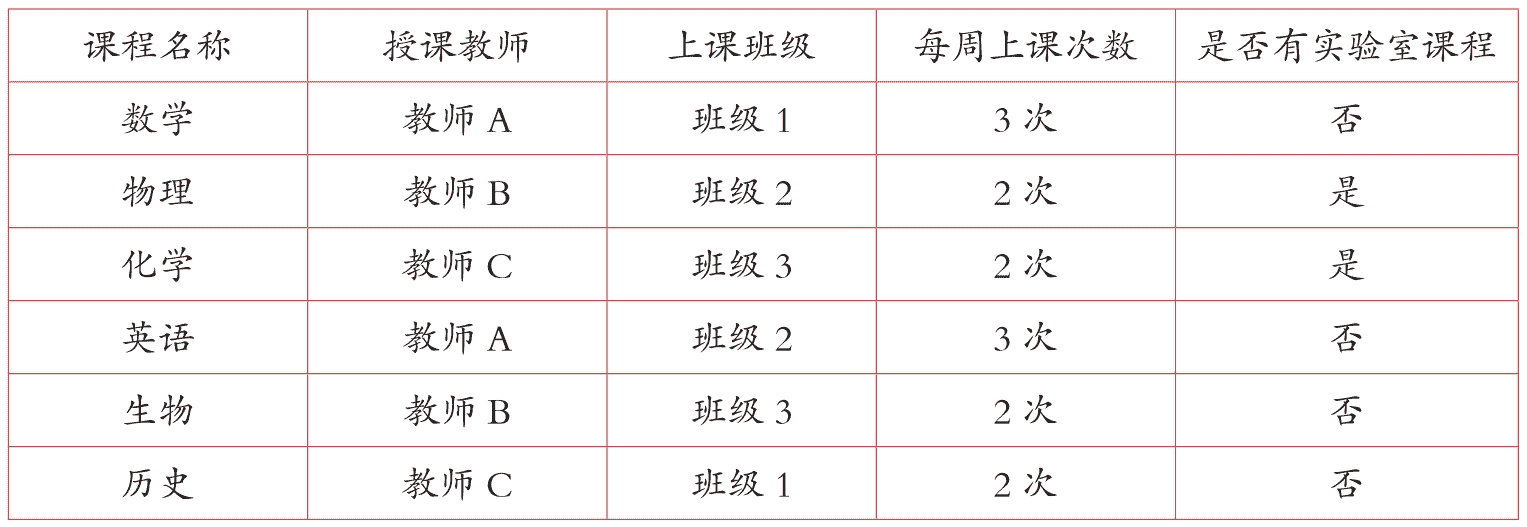 课程名称 授课教师 上课班级 每周上课次数 是否有实验室课程
数学 教师 A 班级 1 3 次 否
物理 教师 B 班级 2 2 次 是
化学 教师 C 班级 3 2 次 是
英语 教师 A 班级 2 3 次 否
生物 教师 B 班级 3 2 次 否
历史 教师 C 班级 1 2 次 否